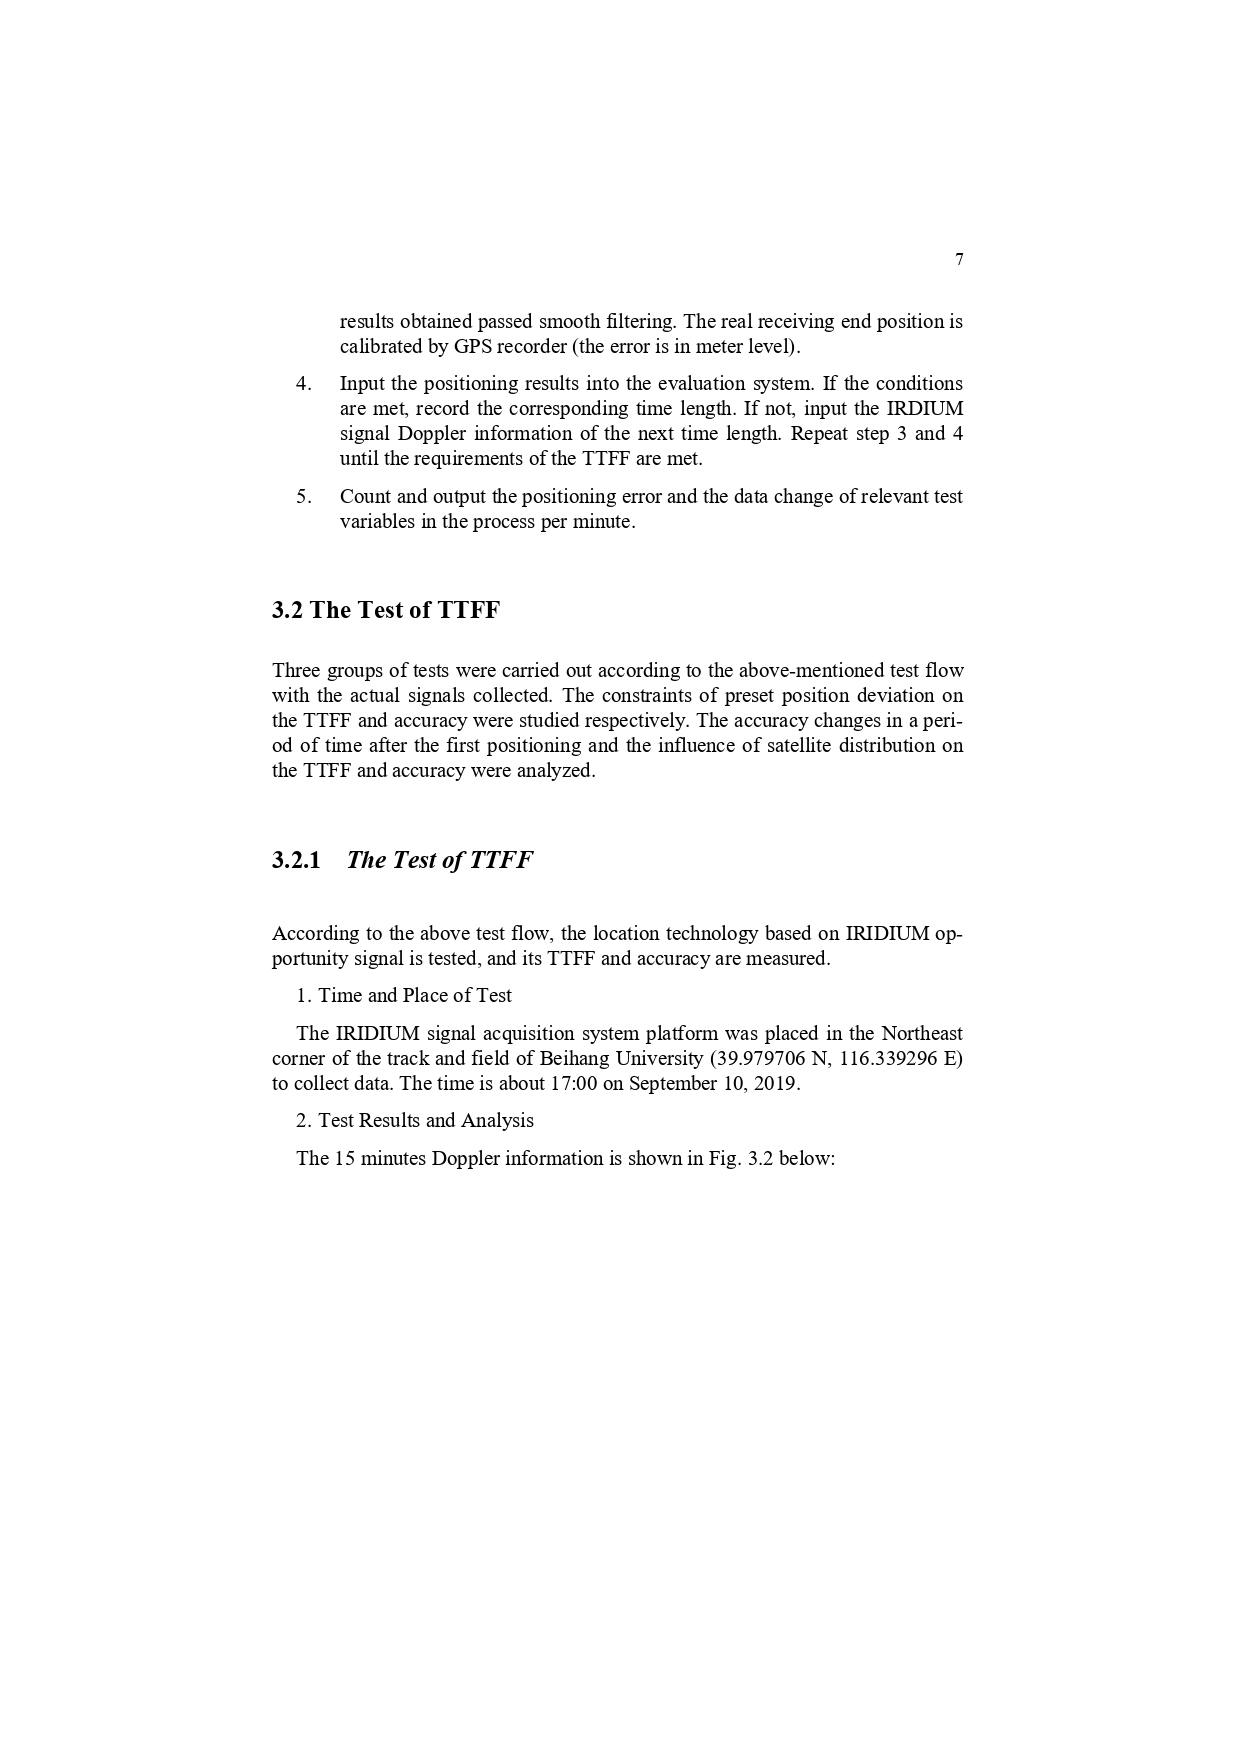 7
results obtained passed smooth filtering. The real receiving end position is
calibrated by GPS recorder (the error is in meter level).
4. Input the positioning results into the evaluation system. If the conditions
are met, record the corresponding time length. If not, input the IRDIUM
signal Doppler information of the next time length. Repeat step 3 and 4
until the requirements of the TTFF are met.
5. Count and output the positioning error and the data change of relevant test
variables in the process per minute.
3.2 The Test of TTFF
Three groups of tests were carried out according to the above-mentioned test flow
with the actual signals collected. The constraints of preset position deviation on
the TTFF and accuracy were studied respectively. The accuracy changes in a peri-
od of time after the first positioning and the influence of satellite distribution on
the TTFF and accuracy were analyzed.
3.2.1 The Test of TTFF
According to the above test flow, the location technology based on IRIDIUM op-
portunity signal is tested, and its TTFF and accuracy are measured.
1. Time and Place of Test
The IRIDIUM signal acquisition system platform was placed in the Northeast
corner of the track and field of Beihang University (39.979706 N, 116.339296 E)
to collect data. The time is about 17:00 on September 10, 2019.
2. Test Results and Analysis
The 15 minutes Doppler information is shown in Fig. 3.2 below: